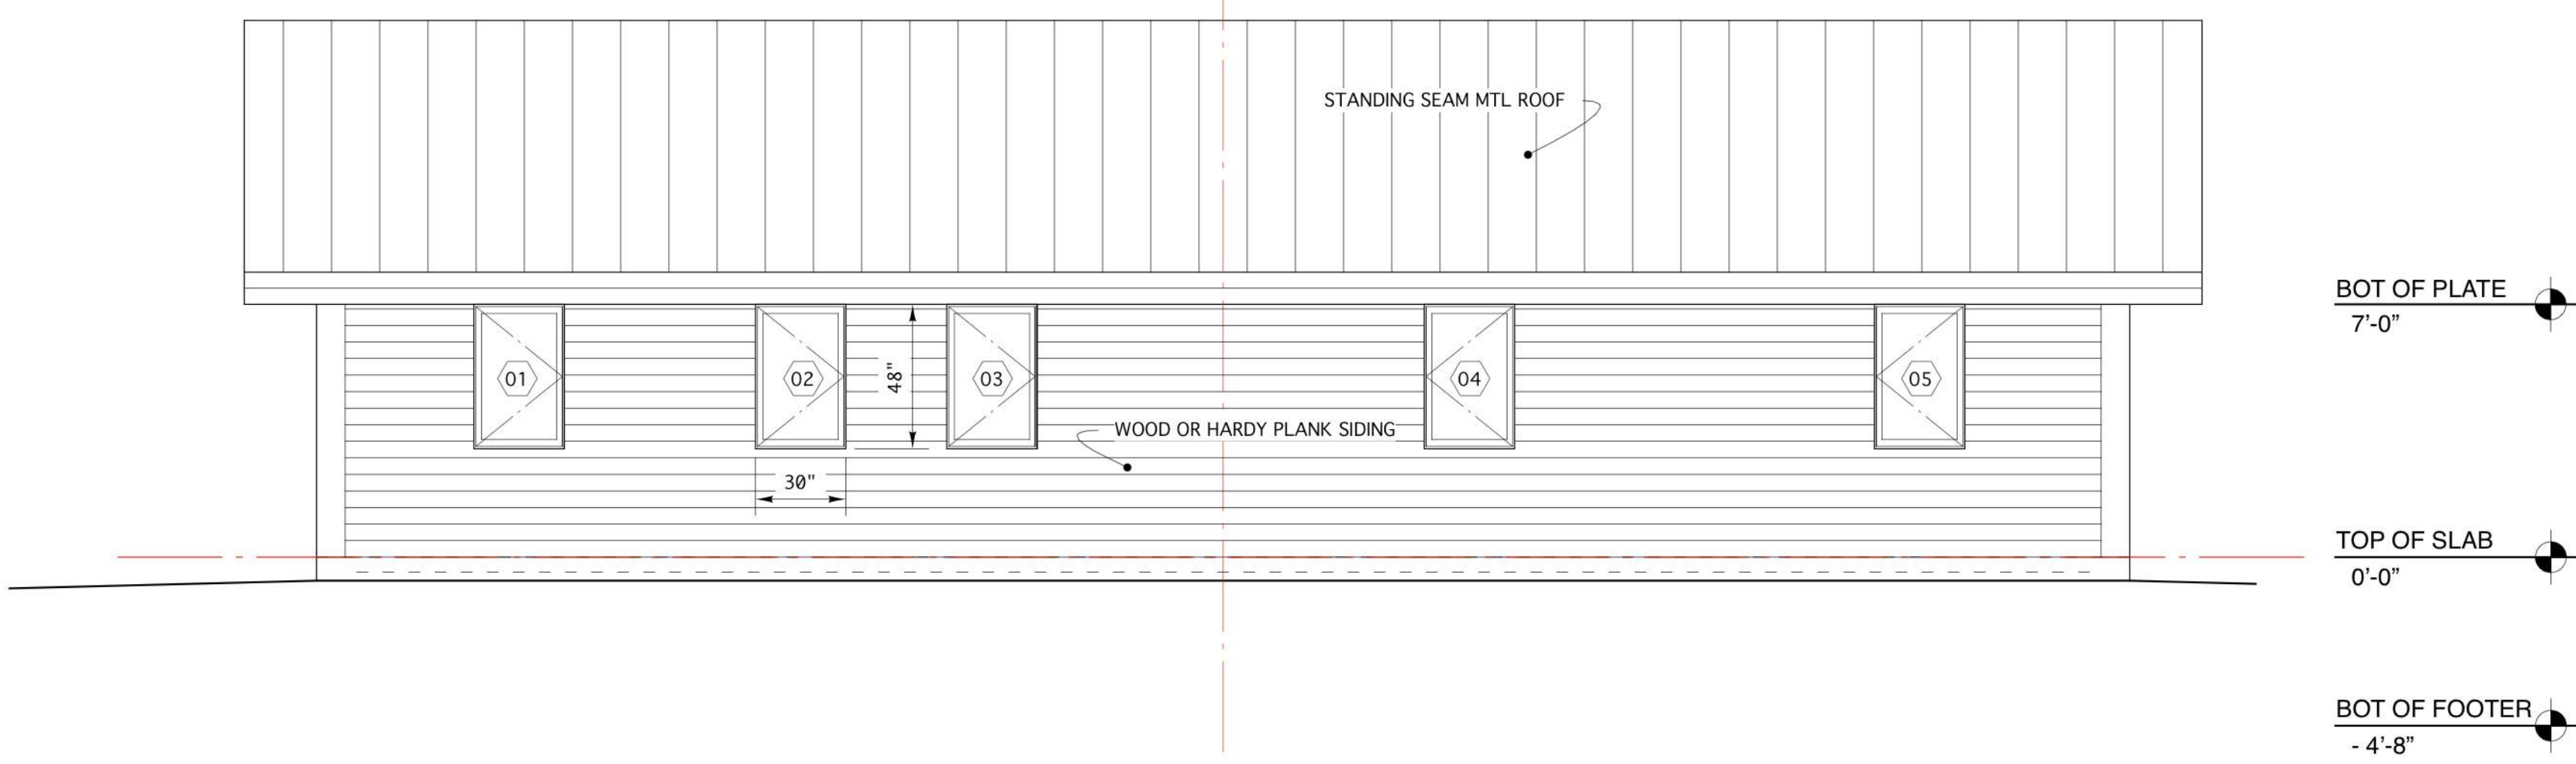 STANDING SEAM MTL ROOF
BOT OF PLATE
7'-0”
01
02
48"
03
04
05
WOOD OR HARDY PLANK SIDING
30"
TOP OF SLAB
0'-0”
BOT OF FOOTER
- 4'-8”